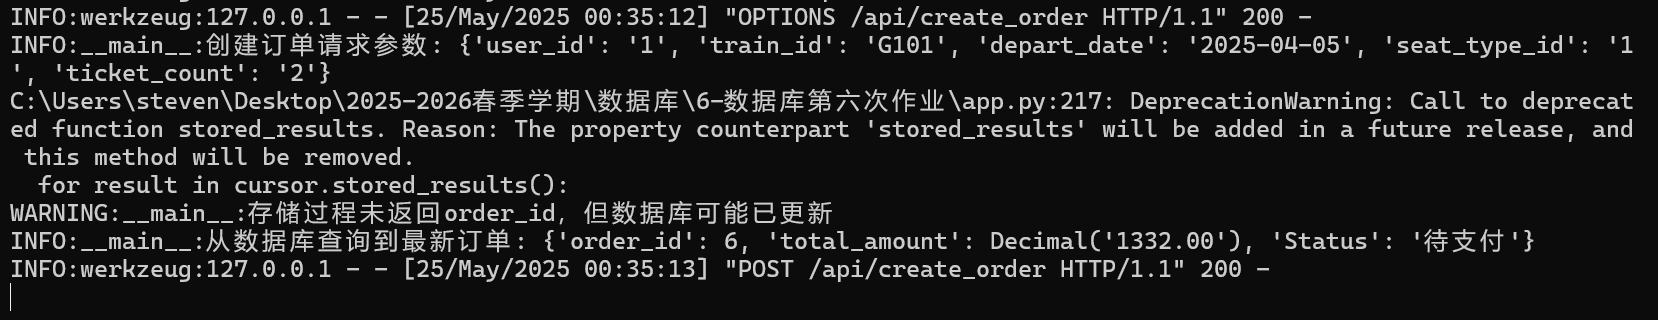 INFO:werkzeug:127.0.0.1 - - [25/May/2025 00:35:12] "OPTIONS /api/create_order HTTP/1.1" 200 -
INFO:__main__:创建订单请求参数: {'user_id': '1', 'train_id': 'G101', 'depart_date': '2025-04-05', 'seat_type_id': '1
', 'ticket_count': '2'}
C:\Users\steven\Desktop\2025-2026春季学期\数据库\6-数据库第六次作业\app.py:217: DeprecationWarning: Call to deprecat
ed function stored_results. Reason: The property counterpart 'stored_results' will be added in a future release, and
 this method will be removed.
  for result in cursor.stored_results():
WARNING:__main__:存储过程未返回order_id, 但数据库可能已更新
INFO:__main__:从数据库查询到最新订单: {'order_id': 6, 'total_amount': Decimal('1332.00'), 'Status': '待支付'}
INFO:werkzeug:127.0.0.1 - - [25/May/2025 00:35:13] "POST /api/create_order HTTP/1.1" 200 -